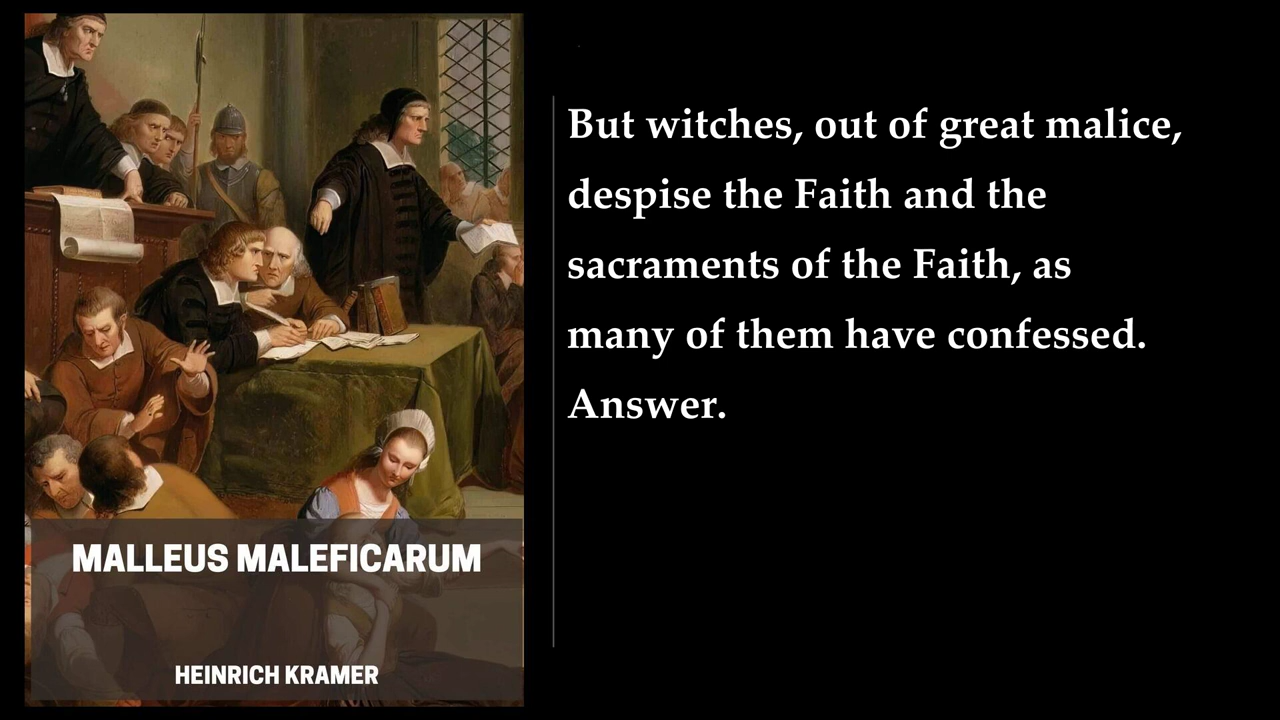 MALLEUS MALEFICARUM
HEINRICH KRAMER
But witches, out of great malice,
despise the Faith and the
sacraments of the Faith, as
many of them have confessed.
Answer.